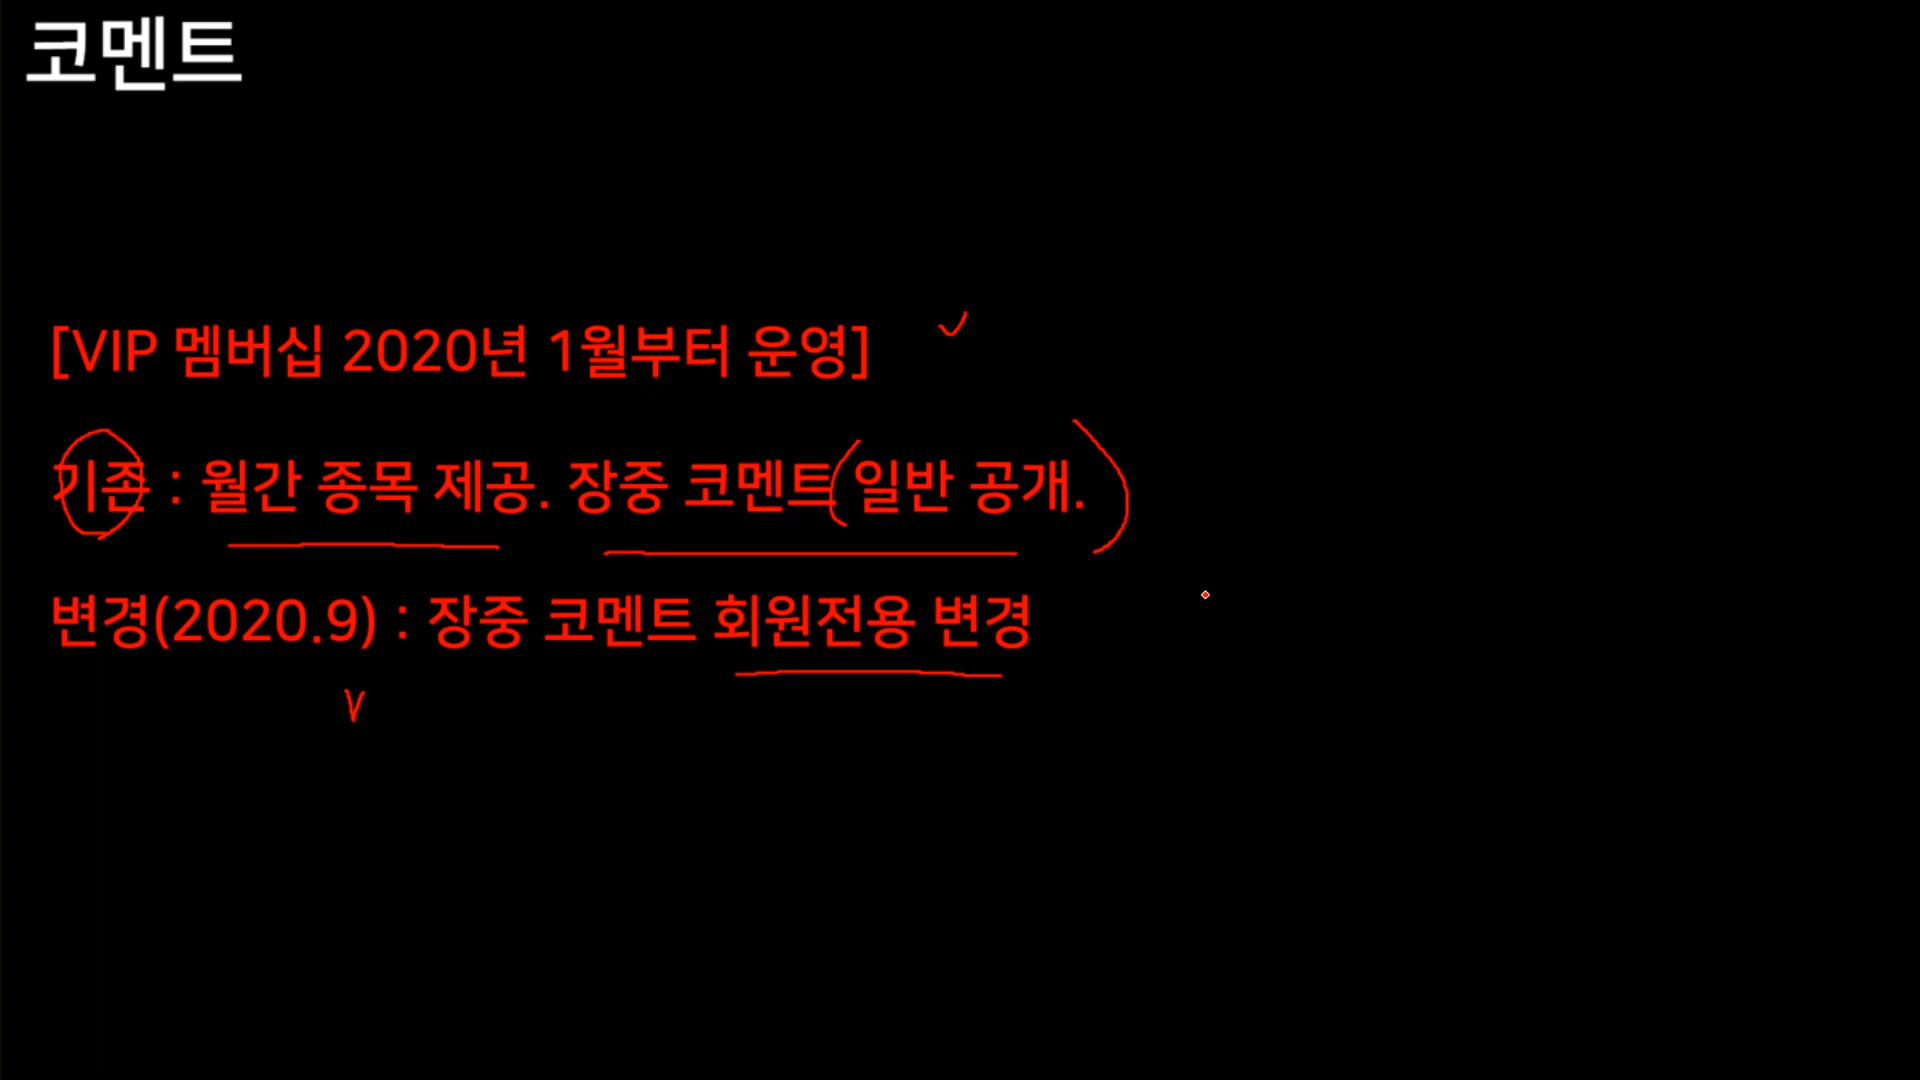 코멘트
[VIP 멤버십 2020년 1월부터 운영]
기존 : 월간 종목 제공. 장중 코멘트 일반 공개.
변경(2020.9) : 장중 코멘트 회원전용 변경